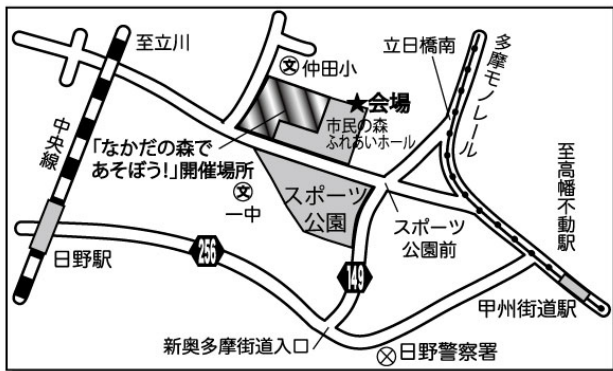 至立川
中央線
文仲田小
立日橋南
多摩モノレール
★会場
市民の森
ふれあいホール
「なかだの森で
あそぼう!」開催場所
文
一中
スポーツ
公園
スポーツ
公園前
至高幡不動駅
日野駅
256
149
甲州街道駅
新奥多摩街道入口
日野警察署